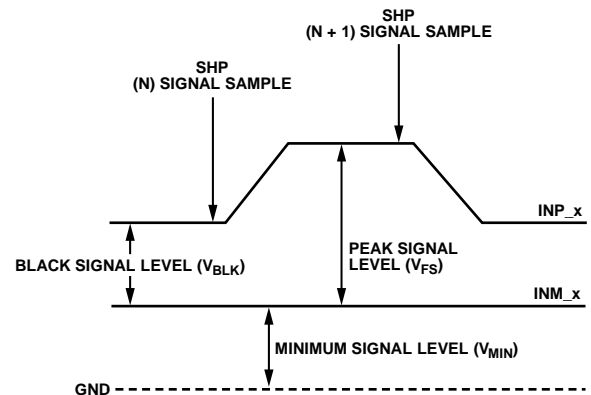 SHP
(N + 1) SIGNAL SAMPLE
SHP
(N) SIGNAL SAMPLE
INP_x
PEAK SIGNAL
LEVEL (VFS)
BLACK SIGNAL LEVEL (VBLK)
INM_x
MINIMUM SIGNAL LEVEL (VMIN)
GND